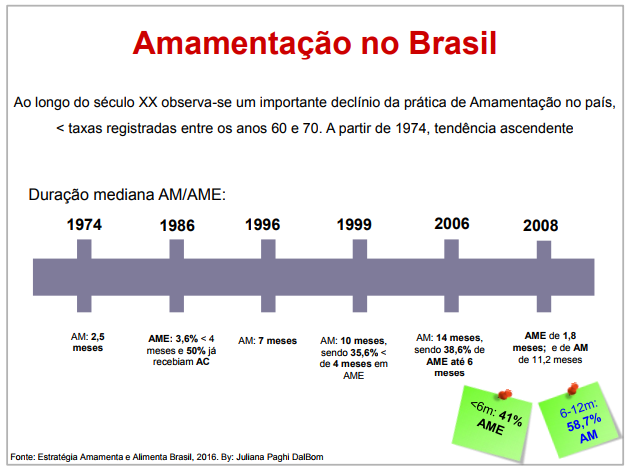 Amamentação no Brasil
Ao longo do século XX observa-se um importante declínio da prática de Amamentação no país,
< taxas registradas entre os anos 60 e 70. A partir de 1974, tendência ascendente
Duração mediana AM/AME:
1974
1986
1996
1999
2006
2008
AM: 2,5
meses
AME: 3,6% < 4
meses e 50% já
recebiam AC
AM: 7 meses
AM: 10 meses,
sendo 35,6% <
de 4 meses em
AME
AM: 14 meses,
sendo 38,6% de
AME até 6
meses
AME de 1,8
meses; e de AM
de 11,2 meses
<6m: 41%
AME
6-12m:
58,7%
AM
Fonte: Estratégia Amamenta e Alimenta Brasil, 2016. By: Juliana Paghi DalBom